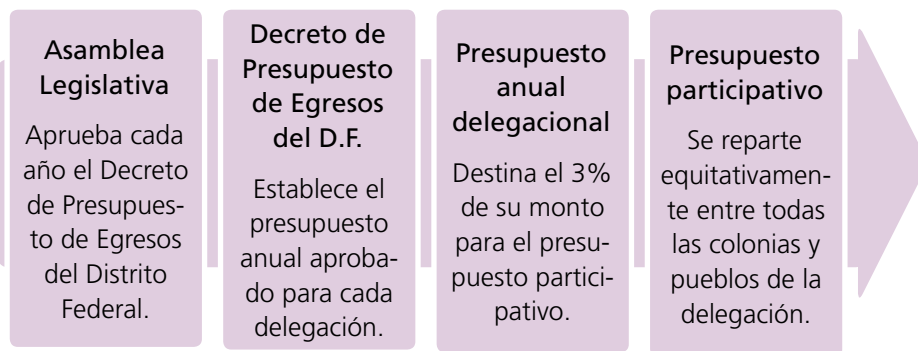 Asamblea
Legislativa
Aprueba cada
año el Decreto
de Presupues-
to de Egresos
del Distrito
Federal.
Decreto de
Presupuesto
de Egresos
del D.F.
Establece el
presupuesto
anual aproba-
do para cada
delegación.
Presupuesto
anual
delegacional
Destina el 3%
de su monto
para el presu-
puesto partici-
pativo.
Presupuesto
participativo
Se reparte
equitativamen-
te entre todas
las colonias y
pueblos de la
delegación.